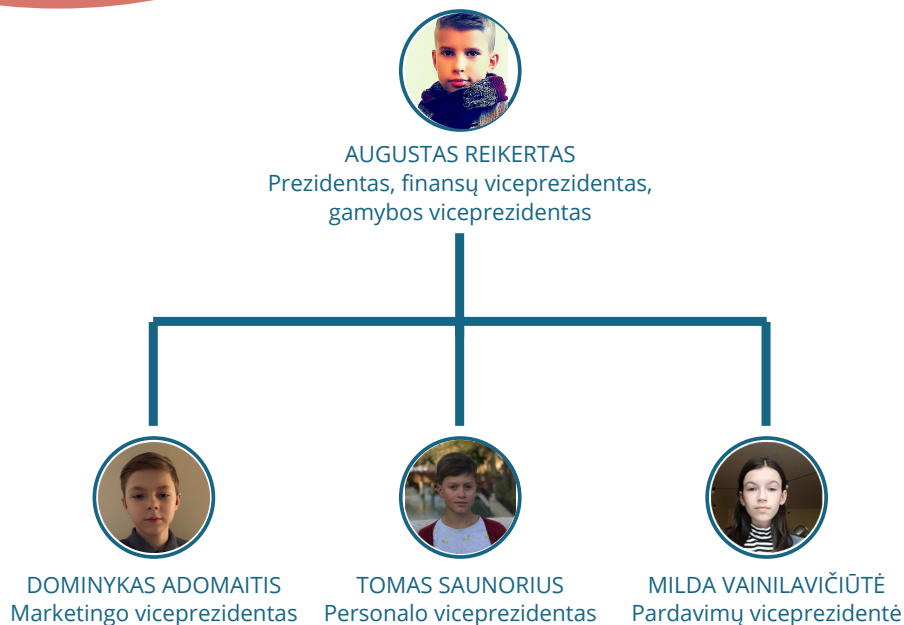 AUGUSTAS REIKERTAS
Prezidentas, finansų viceprezidentas,
gamybos viceprezidentas
DOMINYKAS ADOMAITIS
Marketingo viceprezidentas
TOMAS SAUNORIUS
Personalo viceprezidentas
MILDA VAINILAVIČIŪTĖ
Pardavimų viceprezidentė